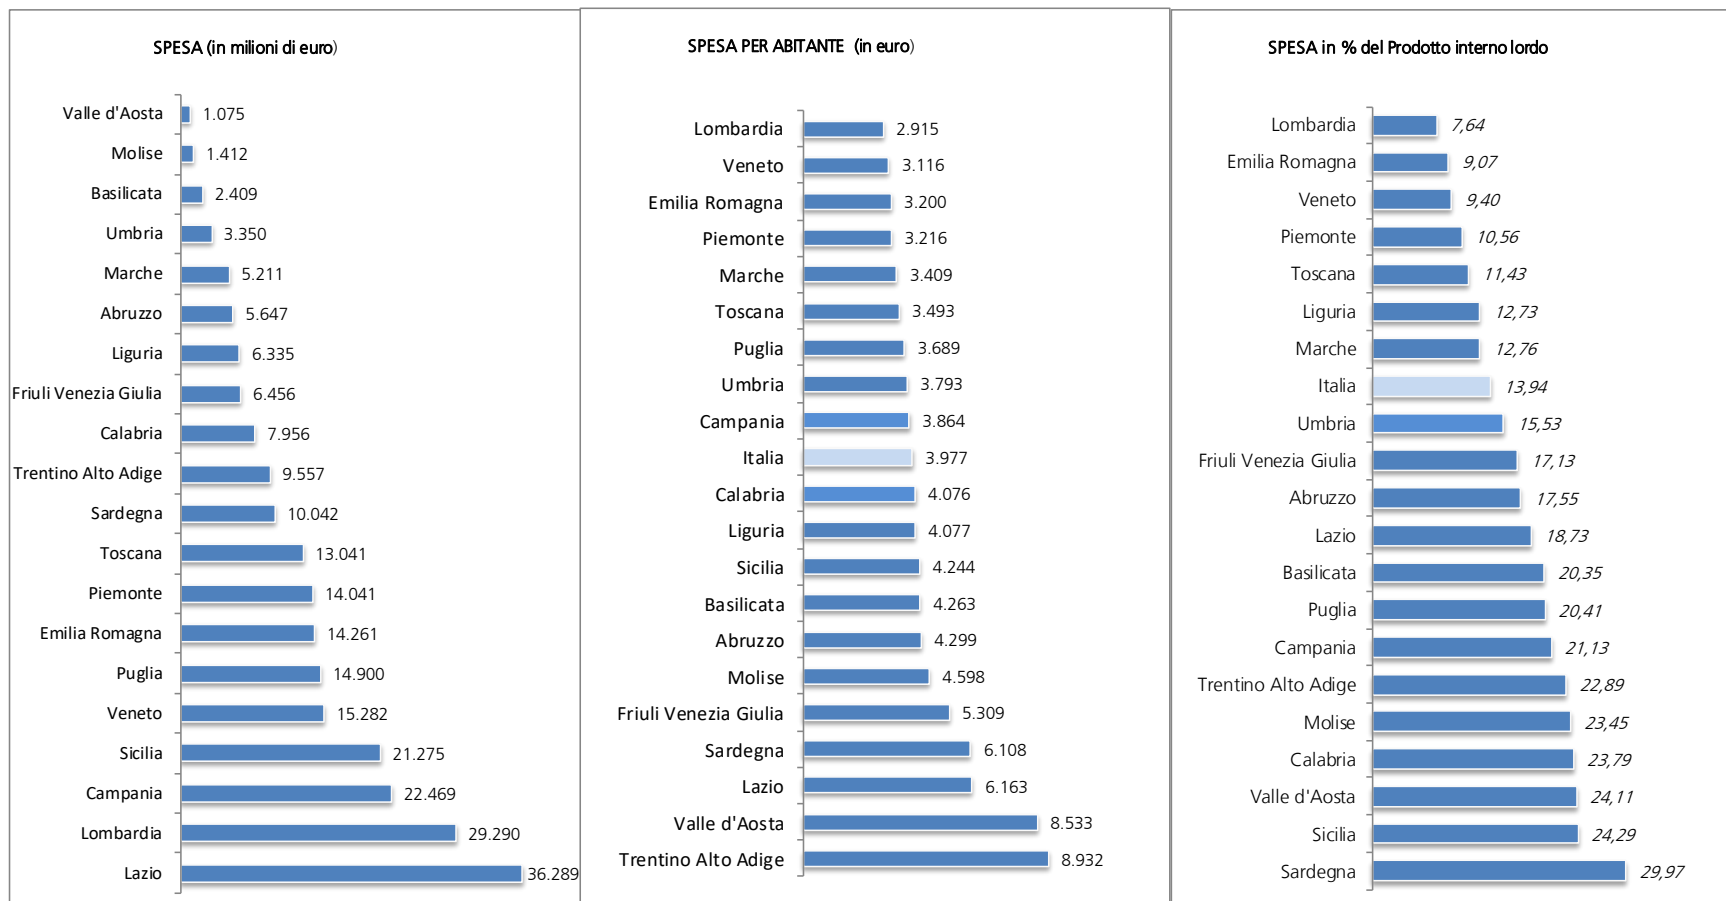 SPESA (in milioni di euro)
Valle d'Aosta 1.075
Molise 1.412
Basilicata 2.409
Umbria 3.350
Marche 5.211
Abruzzo 5.647
Liguria 6.335
Friuli Venezia Giulia 6.456
Calabria 7.956
Trentino Alto Adige 9.557
Sardegna 10.042
Toscana 13.041
Piemonte 14.041
Emilia Romagna 14.261
Puglia 14.900
Veneto 15.282
Sicilia 21.275
Campania 22.469
Lombardia 29.290
Lazio 36.289
SPESA PER ABITANTE (in euro)
Lombardia 2.915
Veneto 3.116
Emilia Romagna 3.200
Piemonte 3.216
Marche 3.409
Toscana 3.493
Puglia 3.689
Umbria 3.793
Campania 3.864
Italia 3.977
Calabria 4.076
Liguria 4.077
Sicilia 4.244
Basilicata 4.263
Abruzzo 4.299
Molise 4.598
Friuli Venezia Giulia 5.309
Sardegna 6.108
Lazio 6.163
Valle d'Aosta 8.533
Trentino Alto Adige 8.932
SPESA in % del Prodotto interno lordo
Lombardia 7,64
Emilia Romagna 9,07
Veneto 9,40
Piemonte 10,56
Toscana 11,43
Liguria 12,73
Marche 12,76
Italia 13,94
Umbria 15,53
Friuli Venezia Giulia 17,13
Abruzzo 17,55
Lazio 18,73
Basilicata 20,35
Puglia 20,41
Campania 21,13
Trentino Alto Adige 22,89
Molise 23,45
Calabria 23,79
Valle d'Aosta 24,11
Sicilia 24,29
Sardegna 29,97